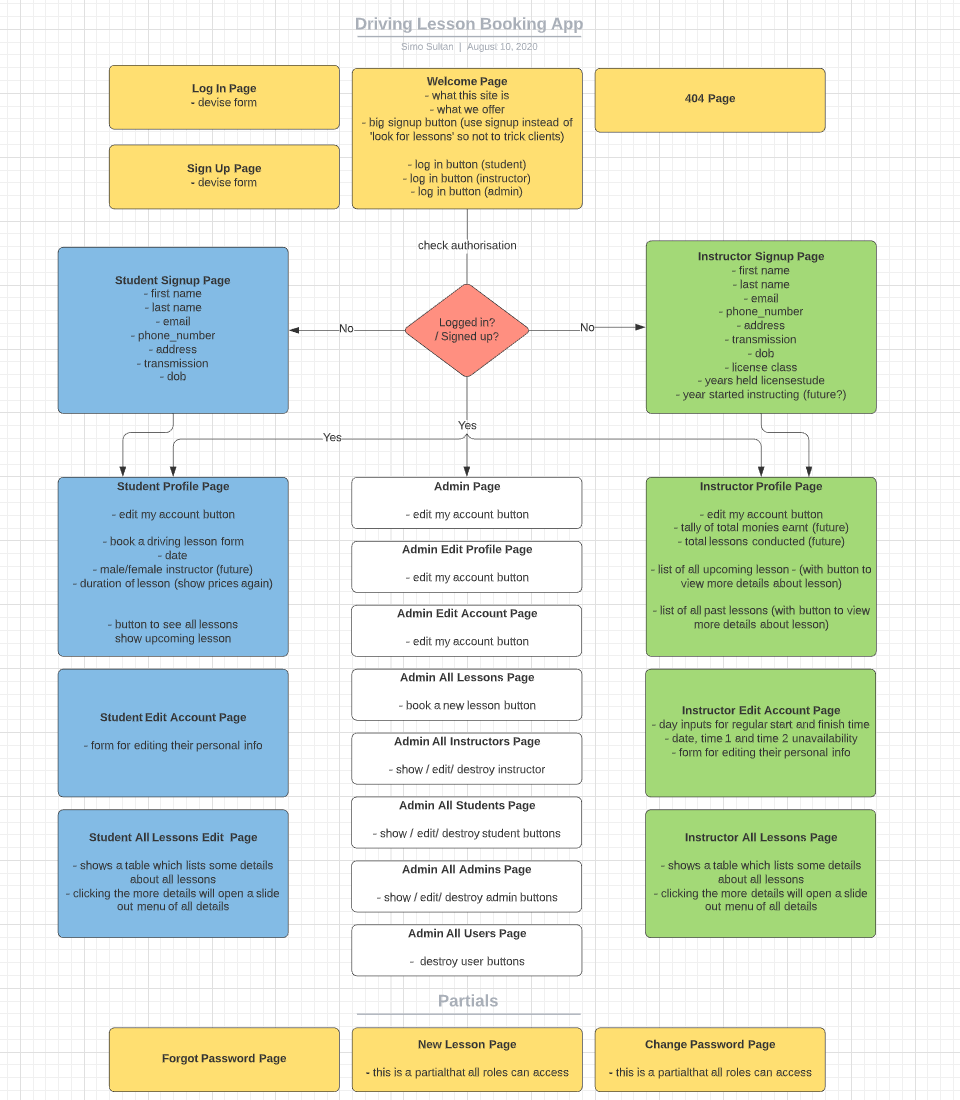 Driving Lesson Booking App
Simo Sultan | August 10, 2020
Log In Page
- devise form
Sign Up Page
- devise form
Welcome Page
- what this site is
- what we offer
- big signup button (use signup instead of
'look for lessons' so not to trick clients)
- log in button (student)
- log in button (instructor)
- log in button (admin)
404 Page
check authorisation
Student Signup Page
- first name
- last name
- email
- phone_number
- address
- transmission
- dob
No
Logged in?
/ Signed up?
No
Instructor Signup Page
- first name
- last name
- email
- phone_number
- address
- transmission
- dob
- license class
- years held licensestude
- year started instructing (future?)
Yes
Yes
Student Profile Page
- edit my account button
- book a driving lesson form
- date
- male/female instructor (future)
- duration of lesson (show prices again)
- button to see all lessons
show upcoming lesson
Student Edit Account Page
- form for editing their personal info
Student All Lessons Edit Page
- shows a table which lists some details
about all lessons
- clicking the more details will open a slide
out menu of all details
Admin Page
- edit my account button
Admin Edit Profile Page
- edit my account button
Admin Edit Account Page
- edit my account button
Admin All Lessons Page
- book a new lesson button
Admin All Instructors Page
- show / edit/ destroy instructor
Admin All Students Page
- show / edit/ destroy student buttons
Admin All Admins Page
- show / edit/ destroy admin buttons
Admin All Users Page
- destroy user buttons
Instructor Profile Page
- edit my account button
- tally of total monies earnt (future)
- total lessons conducted (future)
- list of all upcoming lesson - (with button to
view more details about lesson)
- list of all past lessons (with button to view
more details about lesson)
Instructor Edit Account Page
- day inputs for regular start and finish time
- date, time 1 and time 2 unavailability
- form for editing their personal info
Instructor All Lessons Page
- shows a table which lists some details
about all lessons
- clicking the more details will open a slide
out menu of all details
Partials
Forgot Password Page
New Lesson Page
- this is a partialthat all roles can access
Change Password Page
- this is a partialthat all roles can access